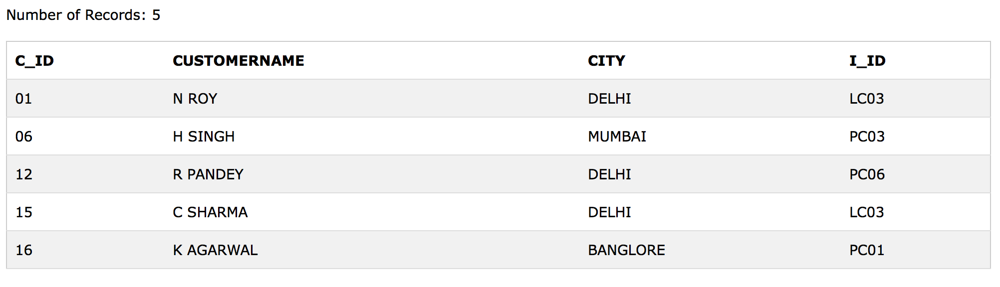 Number of Records: 5
C_ID CUSTOMERNAME CITY I_ID
01 N ROY DELHI LC03
06 H SINGH MUMBAI PC03
12 R PANDEY DELHI PC06
15 C SHARMA DELHI LC03
16 K AGARWAL BANGLORE PC01